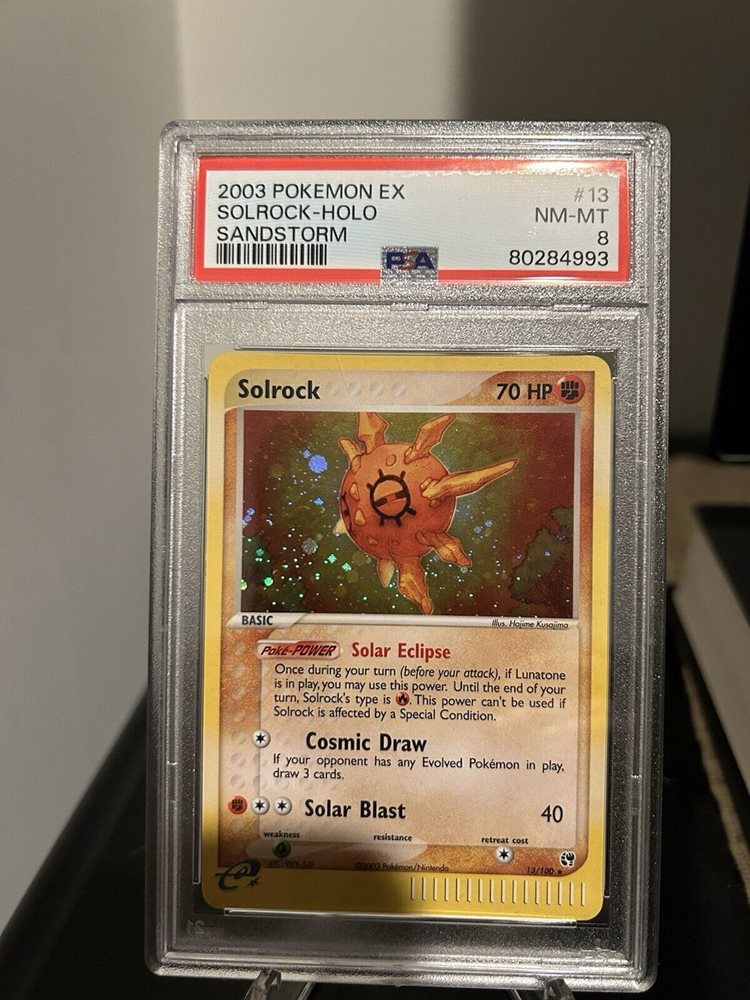 2003 POKEMON EX
#13
SOLROCK-HOLO
NM-MT
SANDSTORM
8
PSA
80284993
Solrock
70 HP
BASIC
Illus. Hajime Kusajima
Poké-POWER Solar Eclipse
Once during your turn (before your attack), if Lunatone
is in play, you may use this power. Until the end of your
turn, Solrock's type is . This power can't be used if
Solrock is affected by a Special Condition.
Cosmic Draw
If your opponent has any Evolved Pokémon in play,
draw 3 cards.
Solar Blast
40
weakness
resistance
retreat cost
©2003 Pokémon/Nintendo
13/100 ★